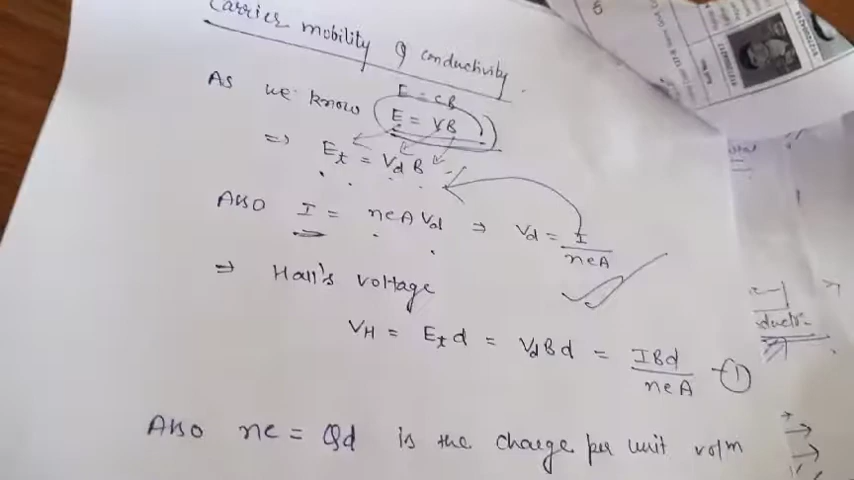 Carrier mobility & conductivity
As we know E = CB
E = VB
⇒ Et = Vd B
Also I = neA Vd ⇒ Vd = I/neA
⇒ Hall's voltage
VH = Et d = VdBd = IBd/neA —①
Also ne = Qd is the charge per unit volm